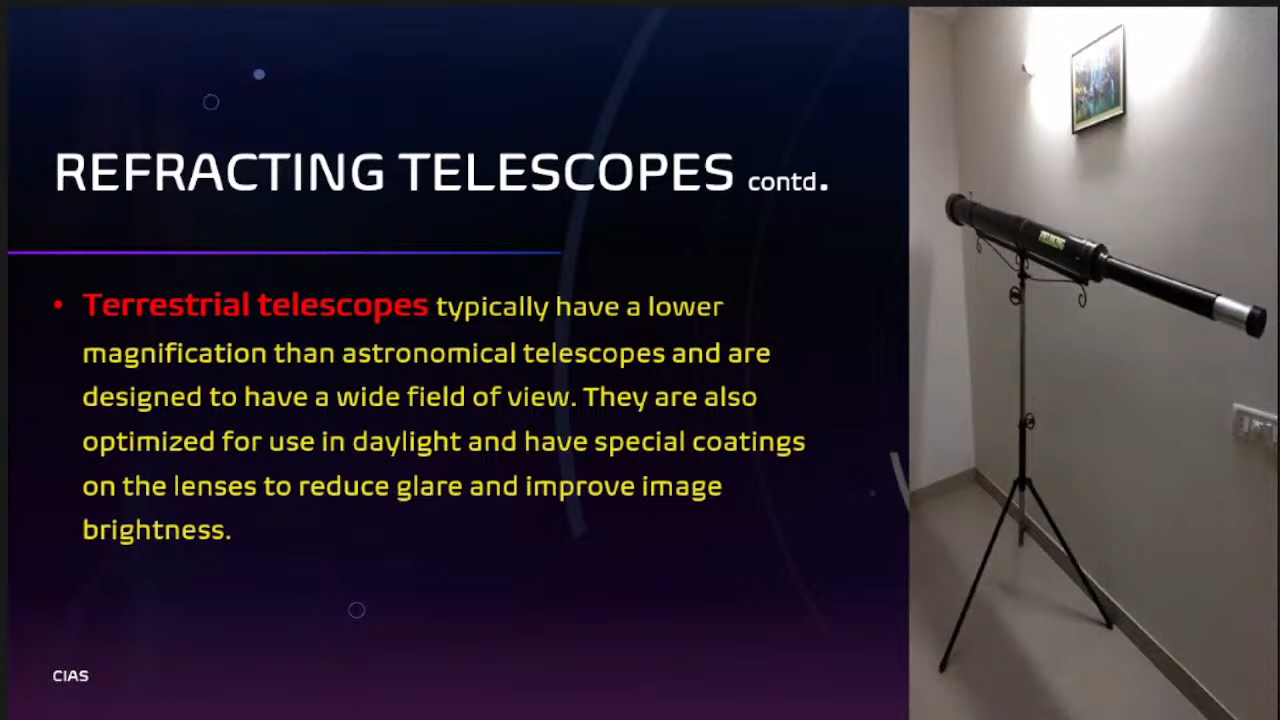 REFRACTING TELESCOPES contd.
• Terrestrial telescopes typically have a lower
magnification than astronomical telescopes and are
designed to have a wide field of view. They are also
optimized for use in daylight and have special coatings
on the lenses to reduce glare and improve image
brightness.
CIAS